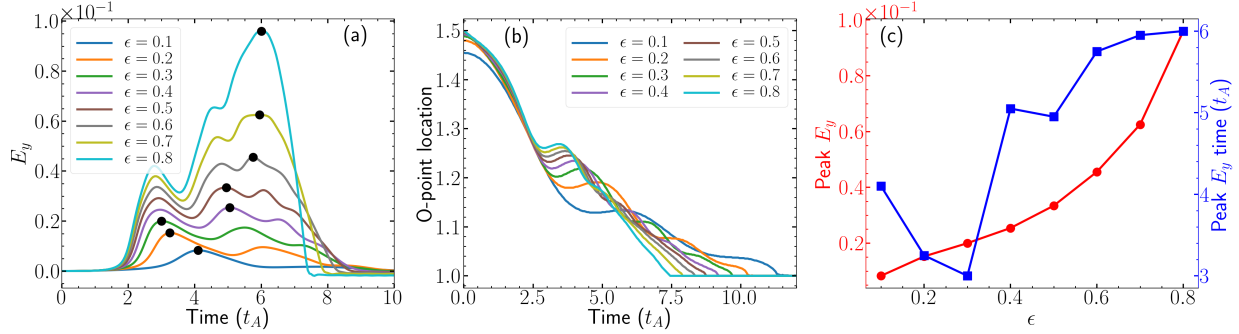 1.0×10⁻¹
(a)
ϵ = 0.1
ϵ = 0.2
ϵ = 0.3
ϵ = 0.4
ϵ = 0.5
ϵ = 0.6
ϵ = 0.7
ϵ = 0.8
0.8
0.6
0.4
0.2
0.0
E_y
0 2 4 6 8 10
Time (t_A)
(b)
ϵ = 0.1
ϵ = 0.2
ϵ = 0.3
ϵ = 0.4
ϵ = 0.5
ϵ = 0.6
ϵ = 0.7
ϵ = 0.8
1.5
1.4
1.3
1.2
1.1
1.0
O-point location
0.0 2.5 5.0 7.5 10.0
Time (t_A)
1.0×10⁻¹
(c)
0.8
0.6
0.4
0.2
Peak E_y
0.2 0.4 0.6 0.8
ϵ
6
5
4
3
Peak E_y time (t_A)